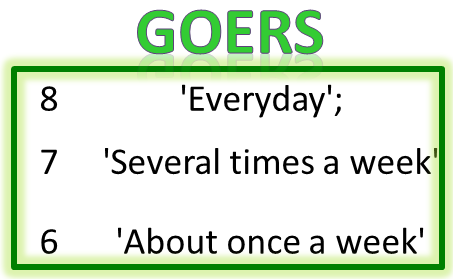 GOERS
8 'Everyday';
7 'Several times a week'
6 'About once a week'